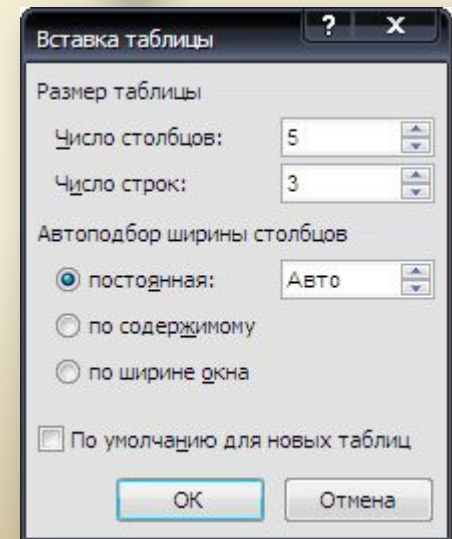 Вставка таблицы
? x
Размер таблицы
Число столбцов: 5
Число строк: 3
Автоподбор ширины столбцов
постоянная: Авто
по содержимому
по ширине окна
По умолчанию для новых таблиц
ОК Отмена